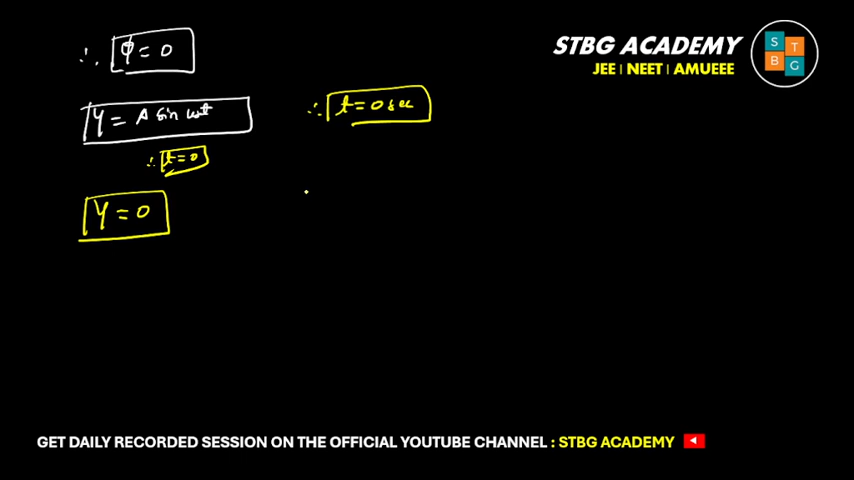 ∴ φ = 0
Y = A sin ωt
∴ t = 0
Y = 0
∴ t = 0 sec
STBG ACADEMY
JEE | NEET | AMUEEE
S T
B G
GET DAILY RECORDED SESSION ON THE OFFICIAL YOUTUBE CHANNEL : STBG ACADEMY